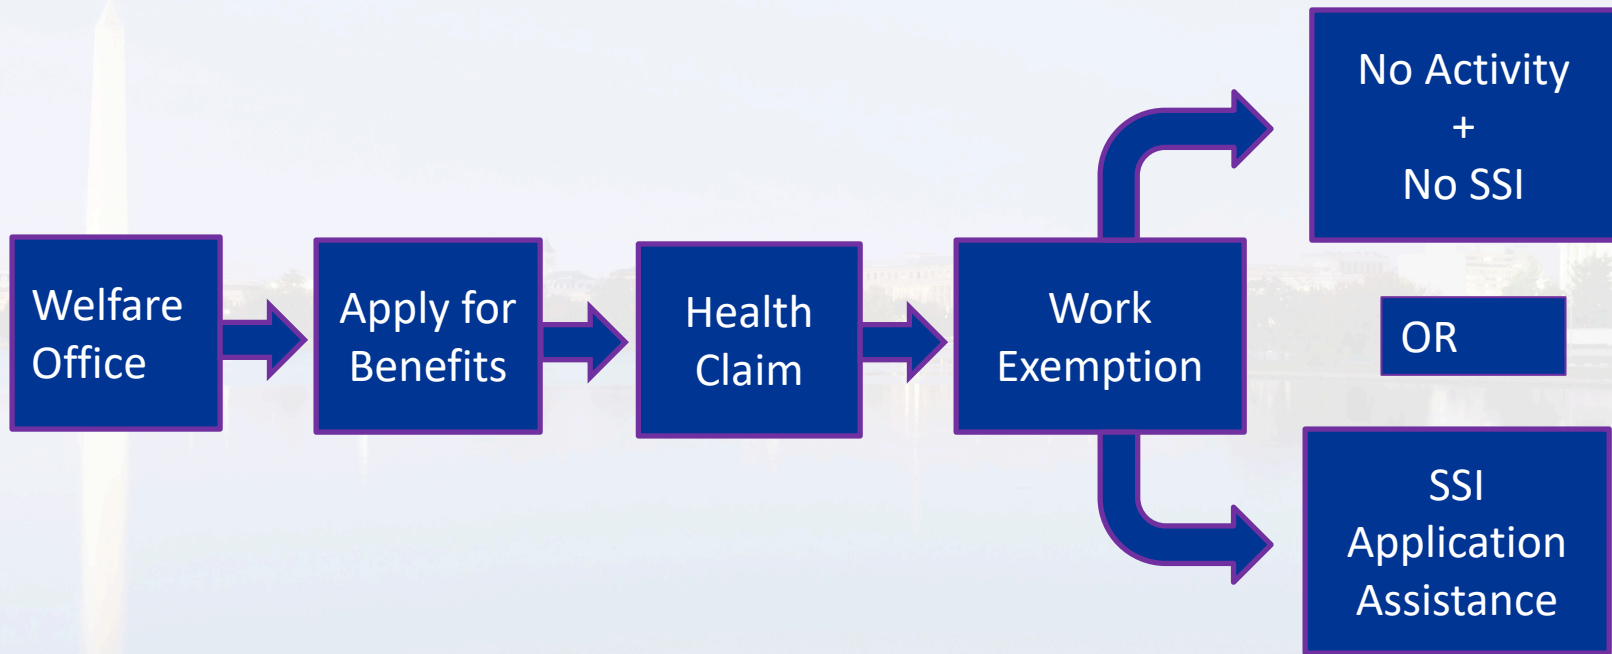 Welfare
Office
Apply for
Benefits
Health
Claim
Work
Exemption
No Activity
+
No SSI
OR
SSI
Application
Assistance